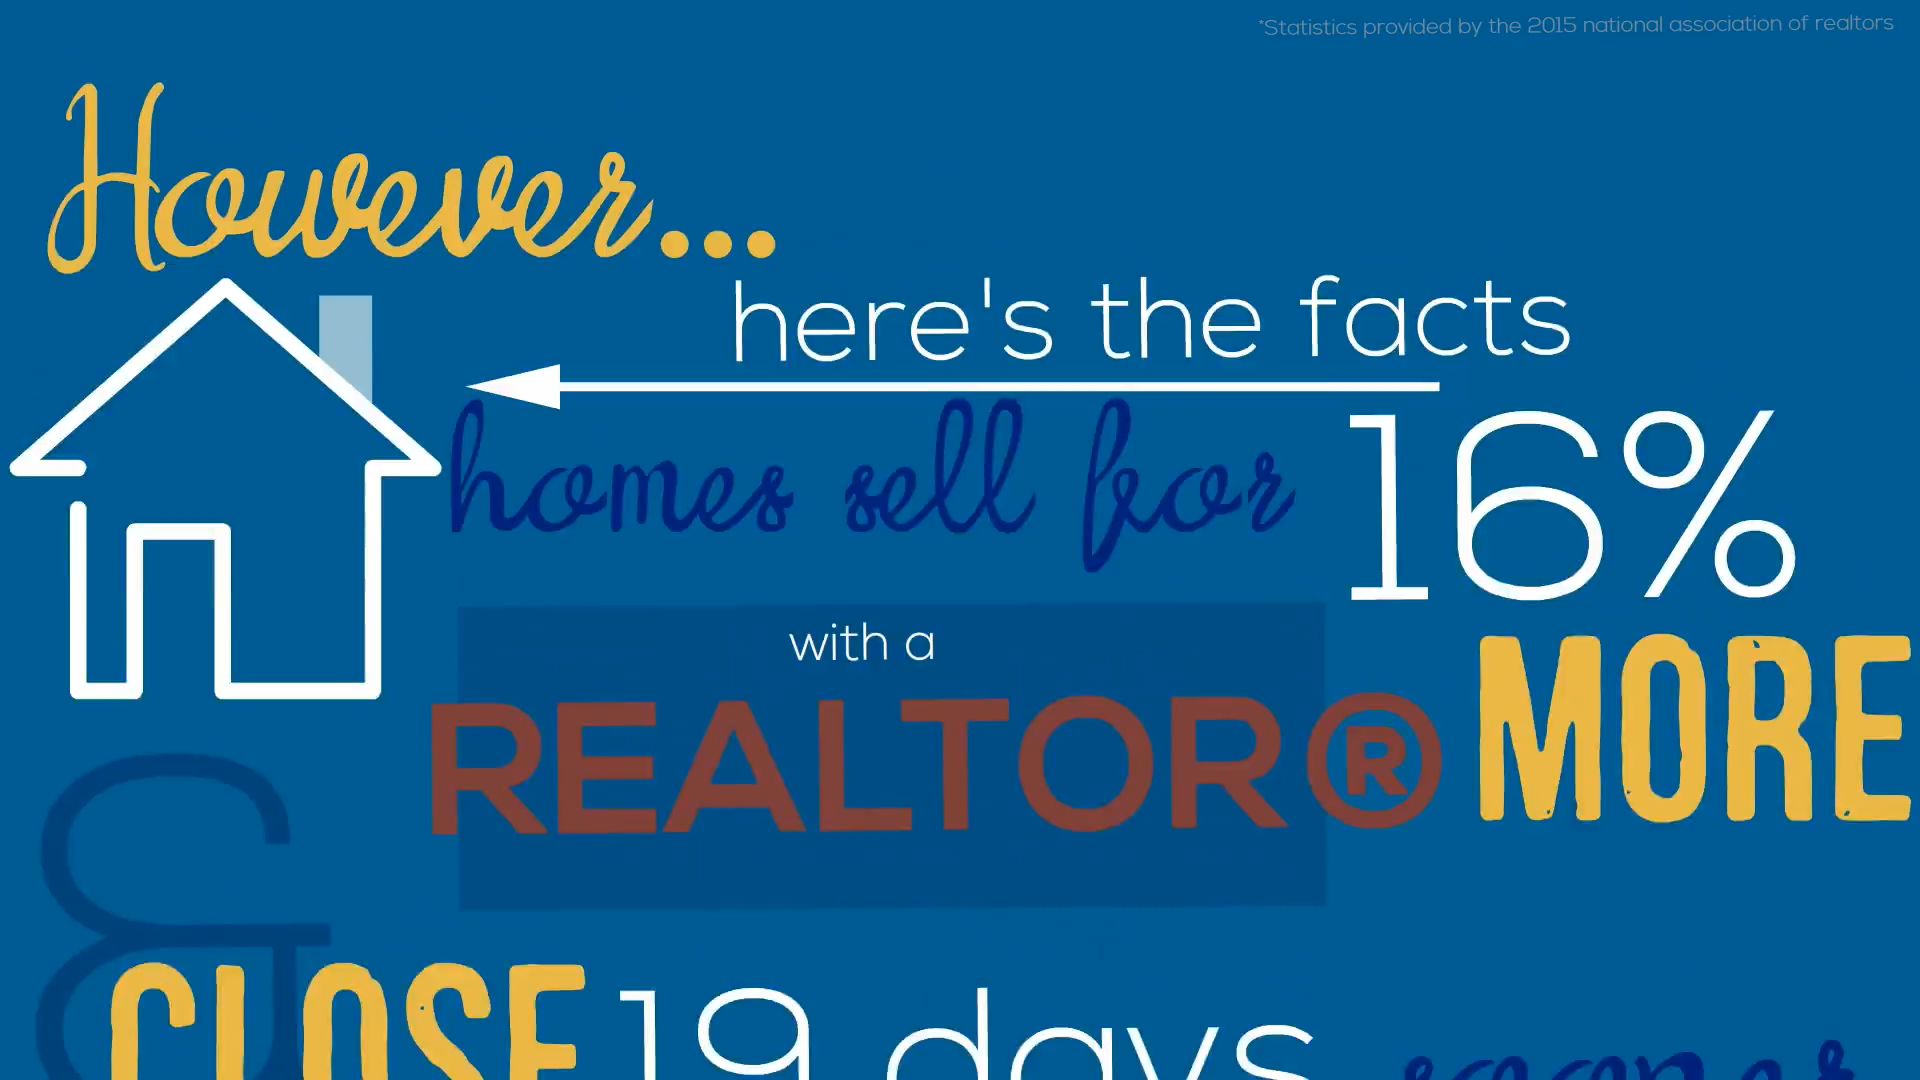 *Statistics provided by the 2015 national association of realtors
However...
here's the facts
homes sell for 16%
with a
REALTOR® MORE
&
CLOSE 19 days sooner